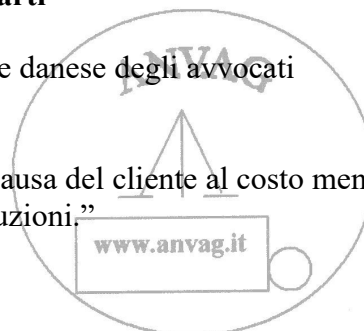 arti
e danese degli avvocati
ANVAG
ausa del cliente al costo men
uzioni.”
www.anvag.it